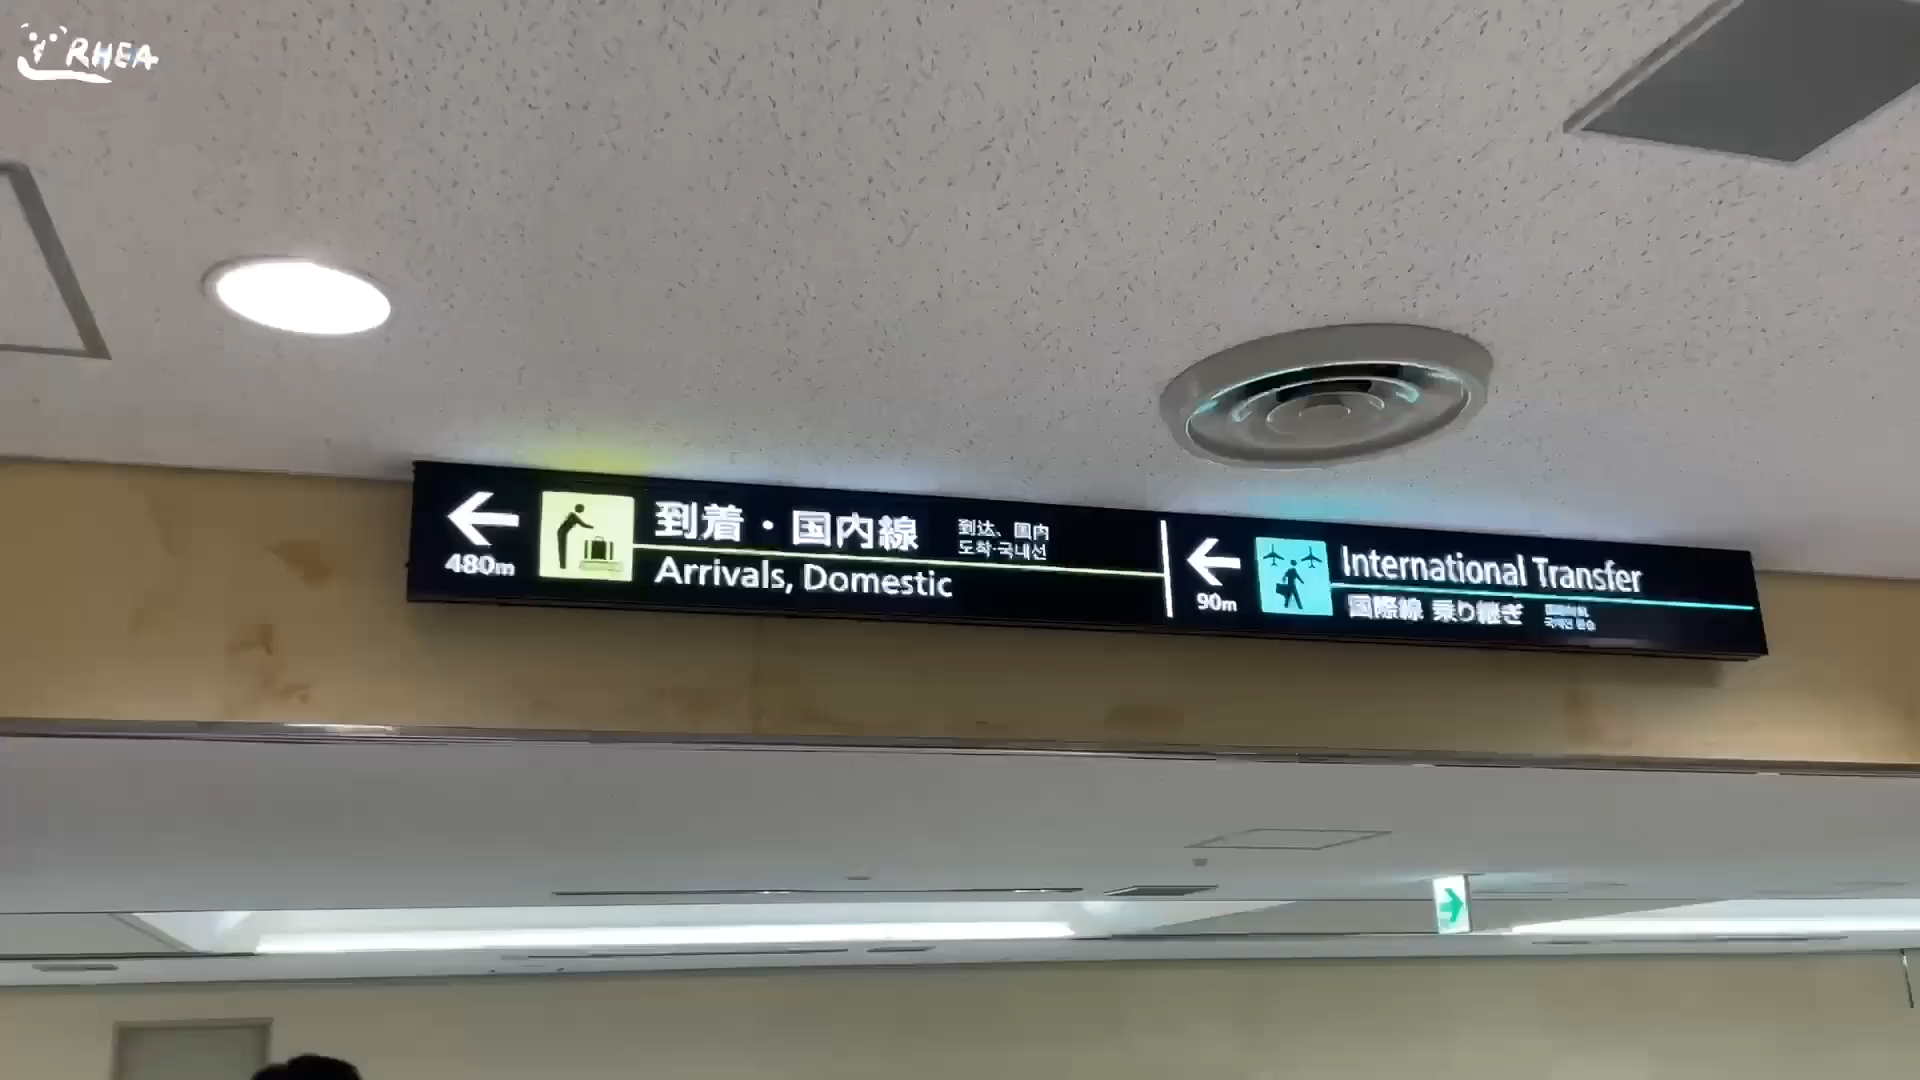 RHEA
480m
到着・国内線
到达、国内
도착·국내선
Arrivals, Domestic
90m
International Transfer
国際線 乗り継ぎ